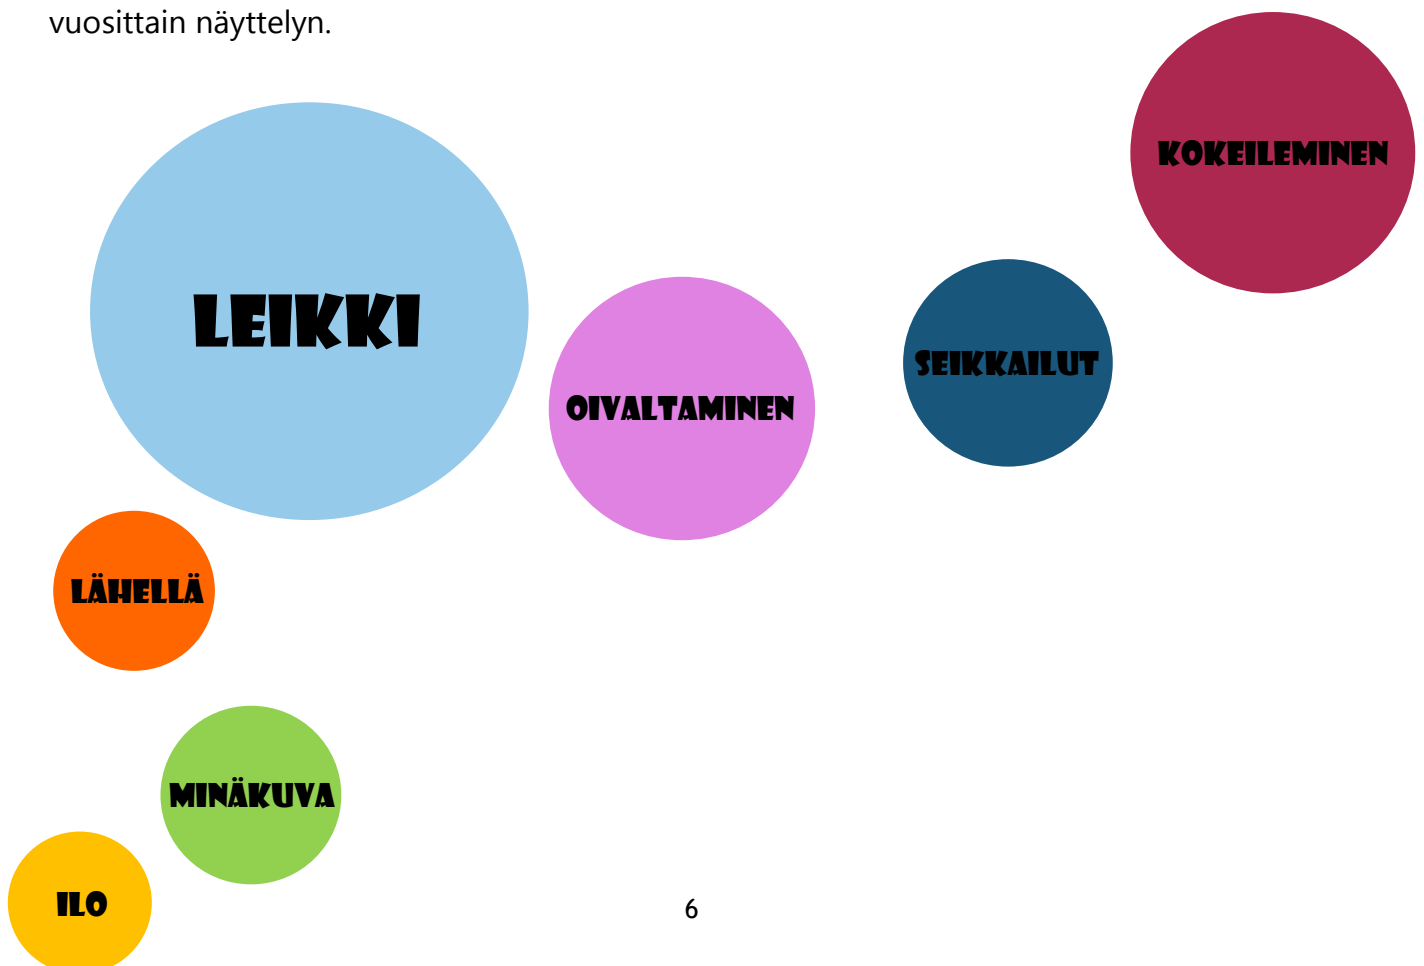 vuosittain näyttelyn.
KOKEILEMINEN
LEIKKI
SEIKKAILUT
OIVALTAMINEN
LÄHELLÄ
MINÄKUVA
ILO
6